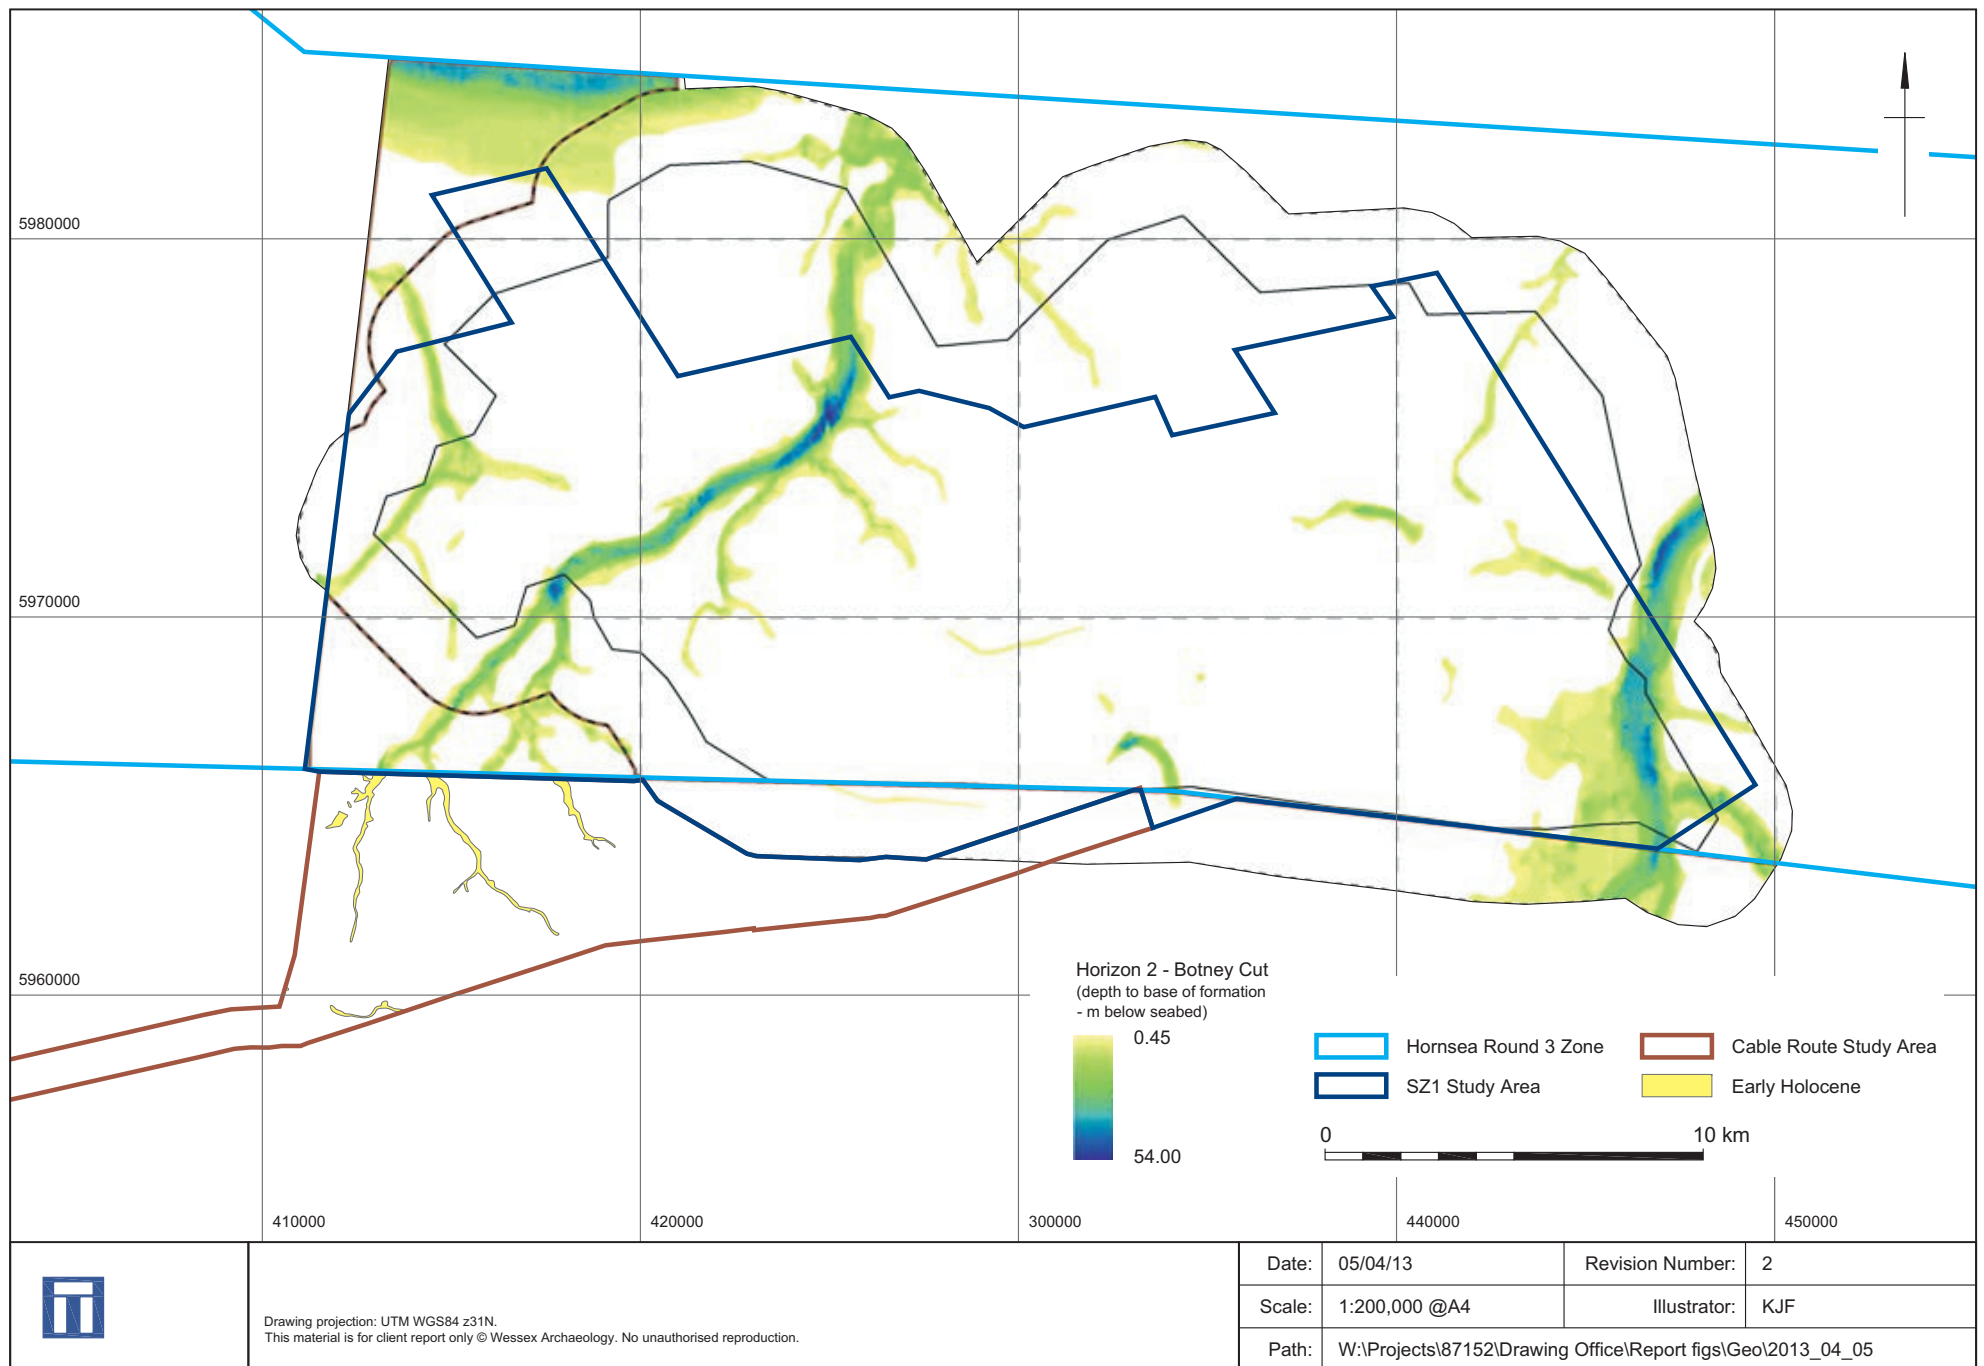 5980000
5970000
5960000
Horizon 2 - Botney Cut
(depth to base of formation
- m below seabed)
0.45
54.00
Hornsea Round 3 Zone
Cable Route Study Area
SZ1 Study Area
Early Holocene
0
10 km
410000
420000
300000
440000
450000
Drawing projection: UTM WGS84 z31N.
This material is for client report only © Wessex Archaeology. No unauthorised reproduction.
Date:
05/04/13
Revision Number:
2
Scale:
1:200,000 @A4
Illustrator:
KJF
Path:
W:\Projects\87152\Drawing Office\Report figs\Geo\2013_04_05